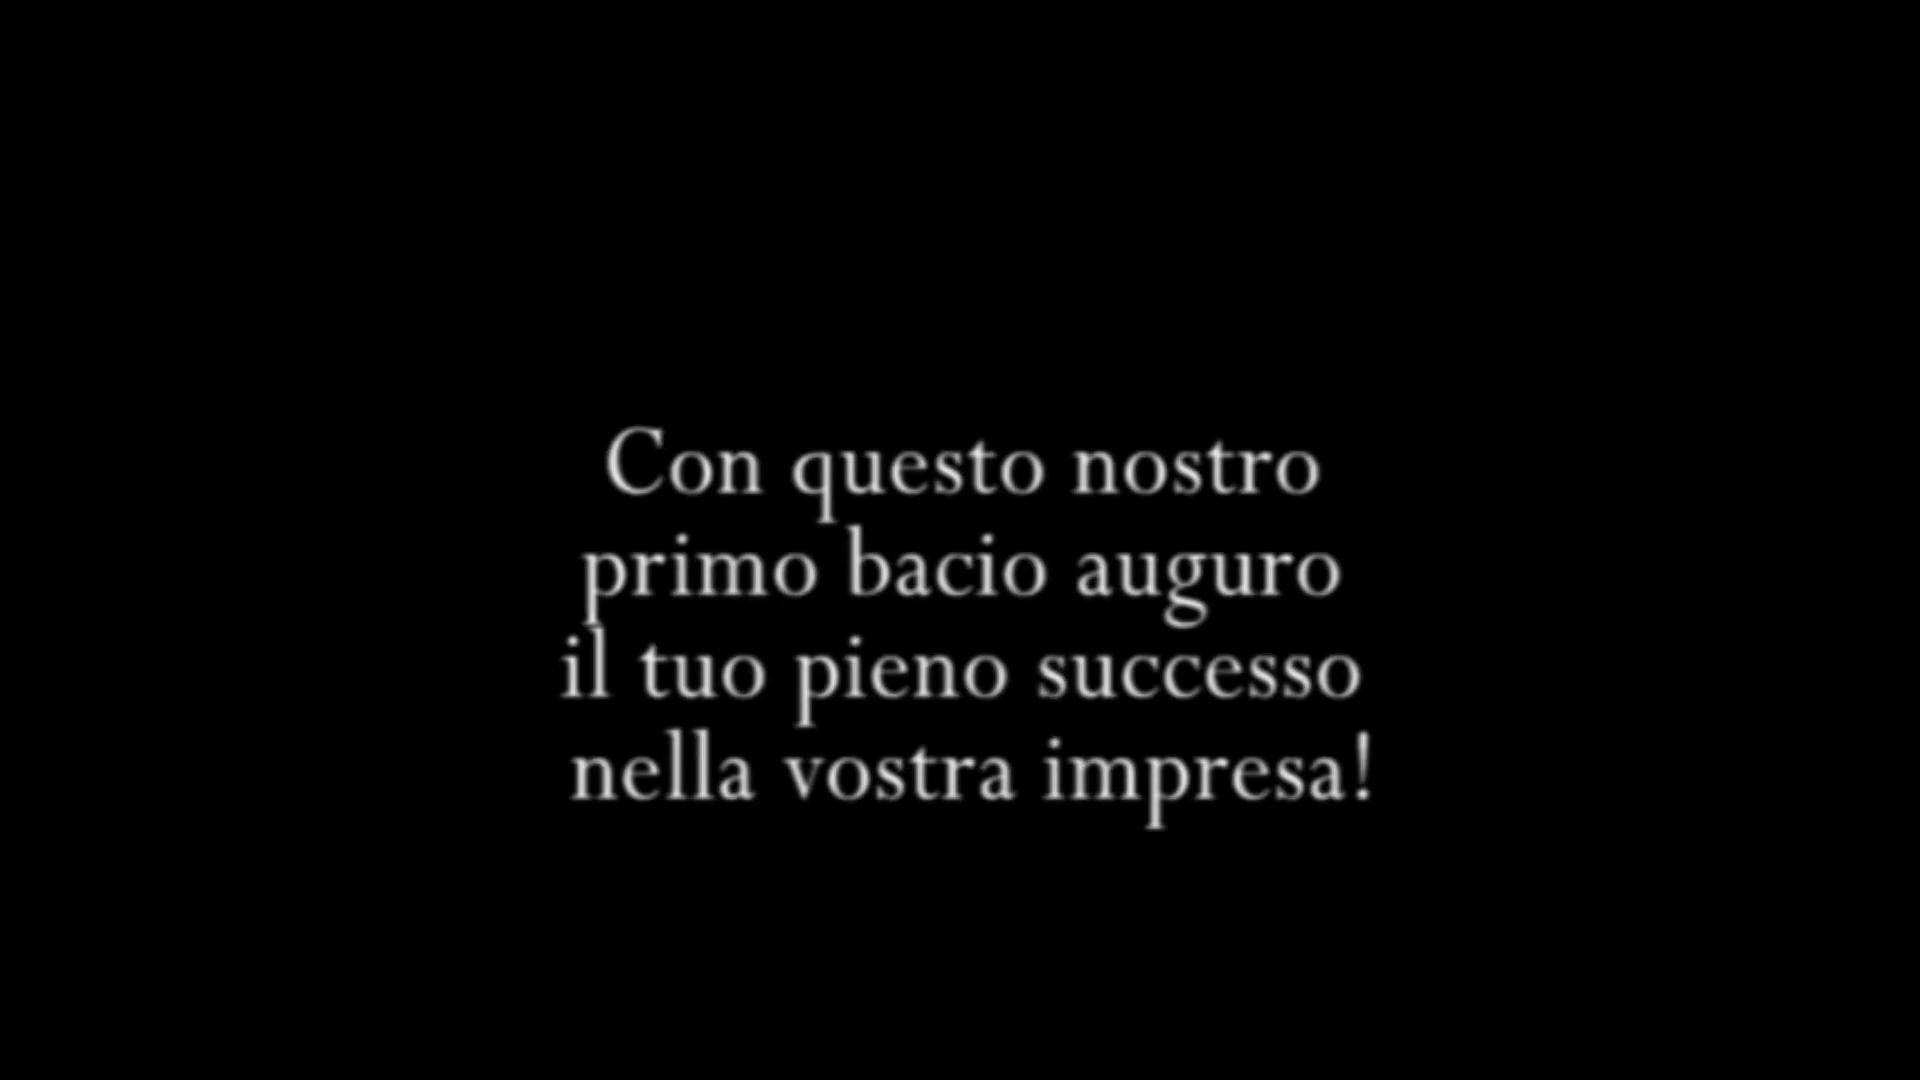 Con questo nostro
primo bacio auguro
il tuo pieno successo
nella vostra impresa!